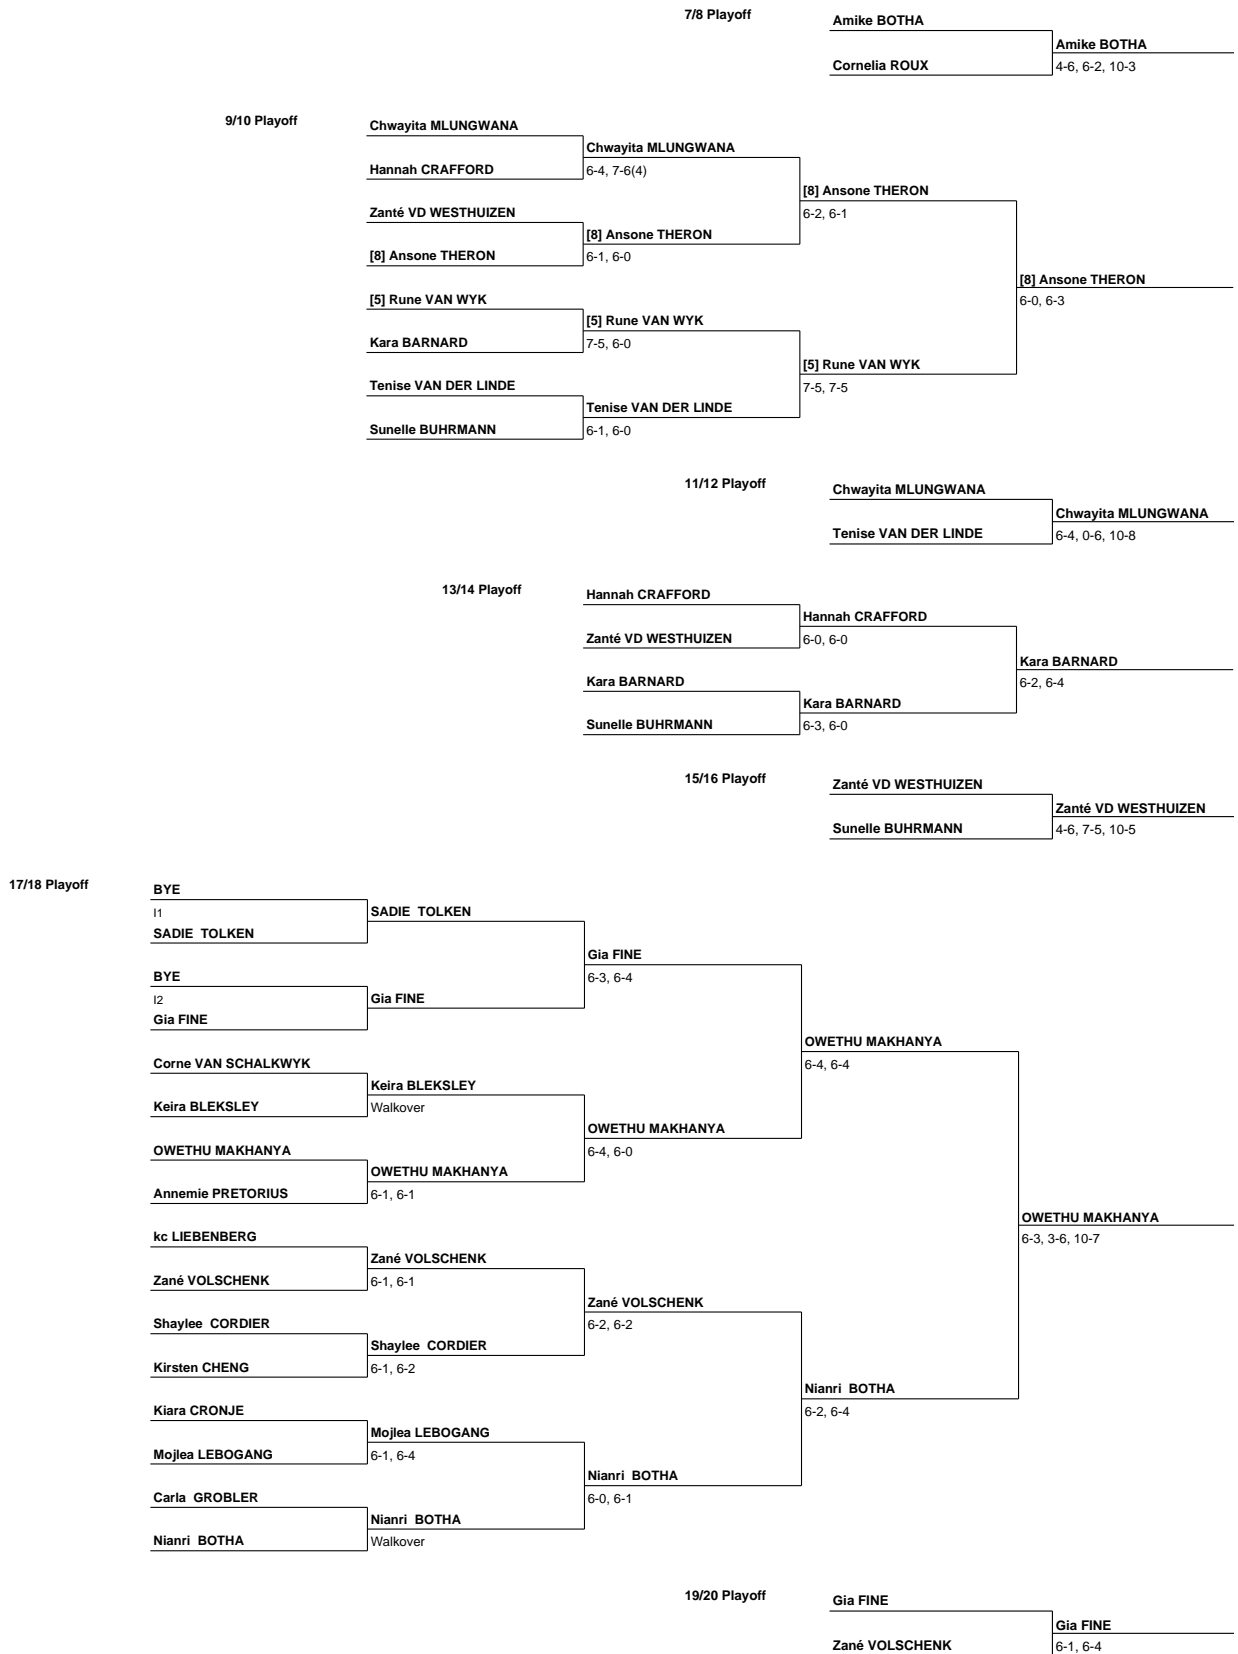 7/8 Playoff
Amike BOTHA
Amike BOTHA
Cornelia ROUX
4-6, 6-2, 10-3
9/10 Playoff
Chwayita MLUNGWANA
Chwayita MLUNGWANA
Hannah CRAFFORD
6-4, 7-6(4)
[8] Ansone THERON
Zanté VD WESTHUIZEN
6-2, 6-1
[8] Ansone THERON
[8] Ansone THERON
6-1, 6-0
[8] Ansone THERON
[5] Rune VAN WYK
6-0, 6-3
[5] Rune VAN WYK
Kara BARNARD
7-5, 6-0
[5] Rune VAN WYK
Tenise VAN DER LINDE
7-5, 7-5
Tenise VAN DER LINDE
Sunelle BUHRMANN
6-1, 6-0
11/12 Playoff
Chwayita MLUNGWANA
Chwayita MLUNGWANA
Tenise VAN DER LINDE
6-4, 0-6, 10-8
13/14 Playoff
Hannah CRAFFORD
Hannah CRAFFORD
Zanté VD WESTHUIZEN
6-0, 6-0
Kara BARNARD
Kara BARNARD
6-2, 6-4
Kara BARNARD
Sunelle BUHRMANN
6-3, 6-0
15/16 Playoff
Zanté VD WESTHUIZEN
Zanté VD WESTHUIZEN
Sunelle BUHRMANN
4-6, 7-5, 10-5
17/18 Playoff
BYE
I1
SADIE TOLKEN
SADIE TOLKEN
Gia FINE
BYE
6-3, 6-4
I2
Gia FINE
Gia FINE
OWETHU MAKHANYA
Corne VAN SCHALKWYK
6-4, 6-4
Keira BLEKSLEY
Keira BLEKSLEY
Walkover
OWETHU MAKHANYA
OWETHU MAKHANYA
6-4, 6-0
OWETHU MAKHANYA
Annemie PRETORIUS
6-1, 6-1
OWETHU MAKHANYA
kc LIEBENBERG
6-3, 3-6, 10-7
Zané VOLSCHENK
Zané VOLSCHENK
6-1, 6-1
Zané VOLSCHENK
Shaylee CORDIER
6-2, 6-2
Shaylee CORDIER
Kirsten CHENG
6-1, 6-2
Nianri BOTHA
Kiara CRONJE
6-2, 6-4
Mojlea LEBOGANG
Mojlea LEBOGANG
6-1, 6-4
Nianri BOTHA
Carla GROBLER
6-0, 6-1
Nianri BOTHA
Nianri BOTHA
Walkover
19/20 Playoff
Gia FINE
Gia FINE
Zané VOLSCHENK
6-1, 6-4